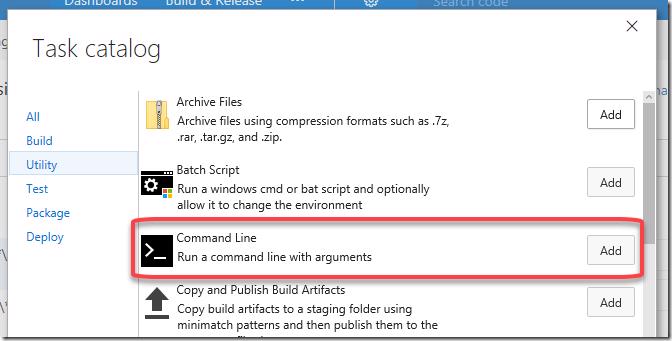 Dashboards Build & Release ... Search code
Task catalog
All
Build
Utility
Test
Package
Deploy
Archive Files
Archive files using compression formats such as .7z,
.rar, .tar.gz, and .zip.
Add
Batch Script
Run a windows cmd or bat script and optionally
allow it to change the environment
Add
Command Line
Run a command line with arguments
Add
Copy and Publish Build Artifacts
Copy build artifacts to a staging folder using
minimatch patterns and then publish them to the
Add